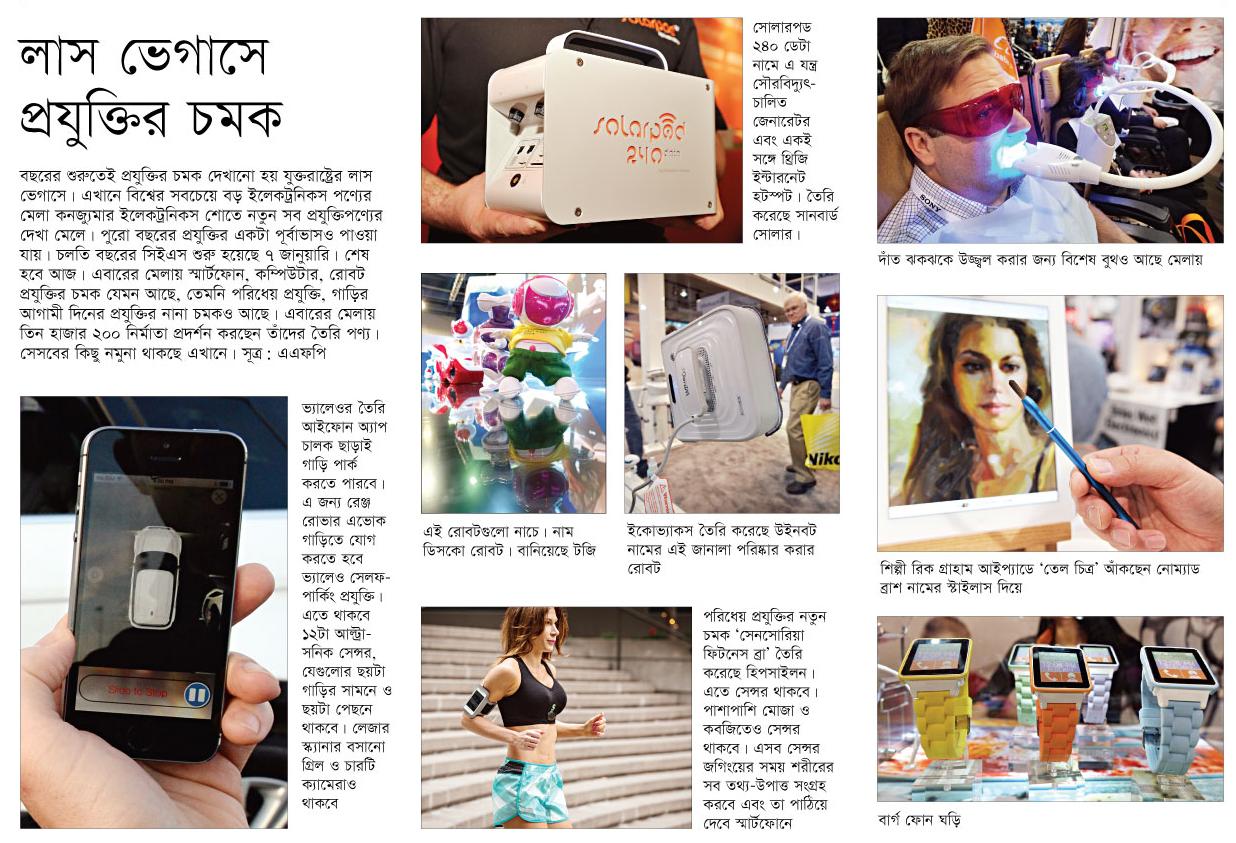 লাস ভেগাসে
প্রযুক্তির চমক
বছরের শুরুতেই প্রযুক্তির চমক দেখানো হয় যুক্তরাষ্ট্রের লাস
ভেগাসে। এখানে বিশ্বের সবচেয়ে বড় ইলেকট্রনিকস পণ্যের
মেলা কনজ্যুমার ইলেকট্রনিকস শোতে নতুন সব প্রযুক্তিপণ্যের
দেখা মেলে। পুরো বছরের প্রযুক্তির একটা পূর্বাভাসও পাওয়া
যায়। চলতি বছরের সিইএস শুরু হয়েছে ৭ জানুয়ারি। শেষ
হবে আজ। এবারের মেলায় স্মার্টফোন, কম্পিউটার, রোবট
প্রযুক্তির চমক যেমন আছে, তেমনি পরিধেয় প্রযুক্তি, গাড়ির
আগামী দিনের প্রযুক্তির নানা চমকও আছে। এবারের মেলায়
তিন হাজার ২০০ নির্মাতা প্রদর্শন করছেন তাঁদের তৈরি পণ্য।
সেসবের কিছু নমুনা থাকছে এখানে। সূত্র : এএফপি
Stop to Stop
ভ্যালেওর তৈরি
আইফোন অ্যাপ
চালক ছাড়াই
গাড়ি পার্ক
করতে পারবে।
এ জন্য রেঞ্জ
রোভার এভোক
গাড়িতে যোগ
করতে হবে
ভ্যালেও সেলফ-
পার্কিং প্রযুক্তি।
এতে থাকবে
১২টা আল্ট্রা-
সনিক সেন্সর,
যেগুলোর ছয়টা
গাড়ির সামনে ও
ছয়টা পেছনে
থাকবে। লেজার
স্ক্যানার বসানো
গ্রিল ও চারটি
ক্যামেরাও
থাকবে
solarpod
240
সোলারপড
২৪০ ডেটা
নামে এ যন্ত্র
সৌরবিদ্যুৎ-
চালিত
জেনারেটর
এবং একই
সঙ্গে থ্রিজি
ইন্টারনেট
হটস্পট। তৈরি
করেছে সানবার্ড
সোলার।
এই রোবটগুলো নাচে। নাম
ডিসকো রোবট। বানিয়েছে টজি
Nikon
ইকোভ্যাকস তৈরি করেছে উইনবট
নামের এই জানালা পরিষ্কার করার
রোবট
পরিধেয় প্রযুক্তির নতুন
চমক ‘সেনসোরিয়া
ফিটনেস ব্রা’ তৈরি
করেছে হিপসাইলন।
এতে সেন্সর থাকবে।
পাশাপাশি মোজা ও
কবজিতেও সেন্সর
থাকবে। এসব সেন্সর
জগিংয়ের সময় শরীরের
সব তথ্য-উপাত্ত সংগ্রহ
করবে এবং তা পাঠিয়ে
দেবে স্মার্টফোনে
SONY
দাঁত ঝকঝকে উজ্জ্বল করার জন্য বিশেষ বুথও আছে মেলায়
শিল্পী রিক গ্রাহাম আইপ্যাডে ‘তেল চিত্র’ আঁকছেন নোম্যাড
ব্রাশ নামের স্টাইলাস দিয়ে
বার্গ ফোন ঘড়ি